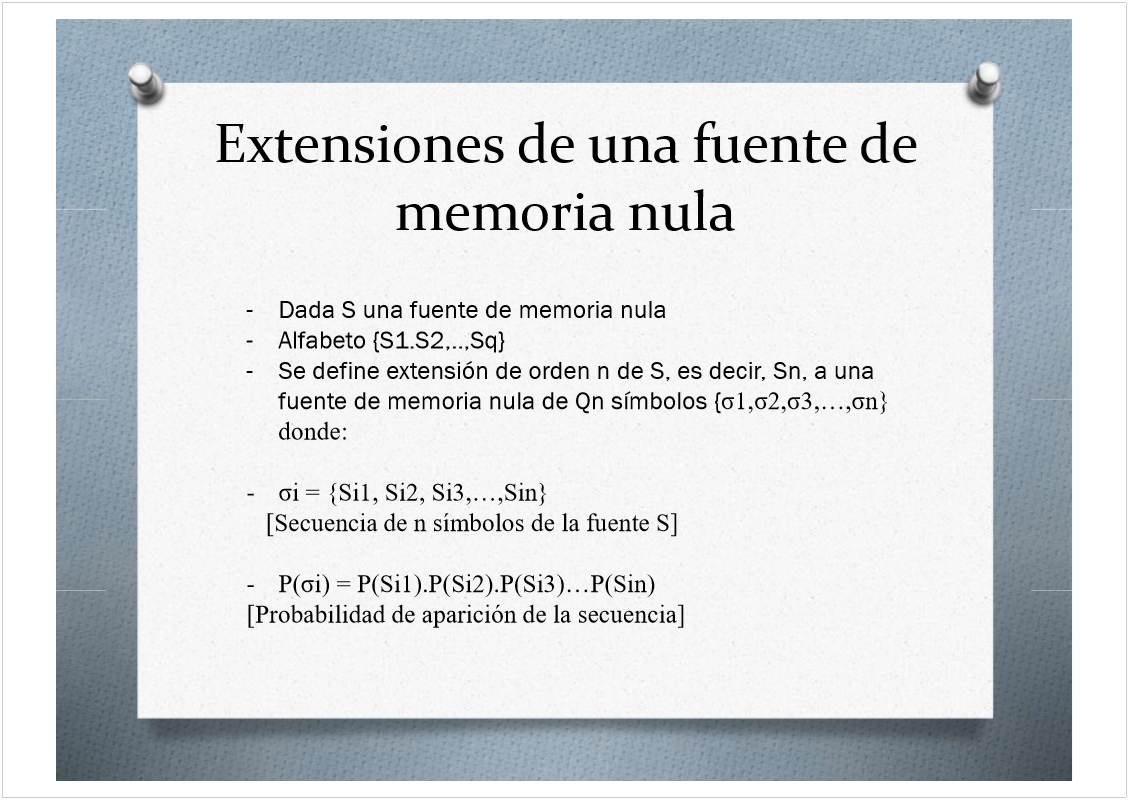 Extensiones de una fuente de
memoria nula
- Dada S una fuente de memoria nula
- Alfabeto {S1.S2,..,Sq}
- Se define extensión de orden n de S, es decir, Sn, a una
fuente de memoria nula de Qn símbolos {σ1,σ2,σ3,…,σn}
donde:
- σi = {Si1, Si2, Si3,…,Sin}
[Secuencia de n símbolos de la fuente S]
- P(σi) = P(Si1).P(Si2).P(Si3)…P(Sin)
[Probabilidad de aparición de la secuencia]